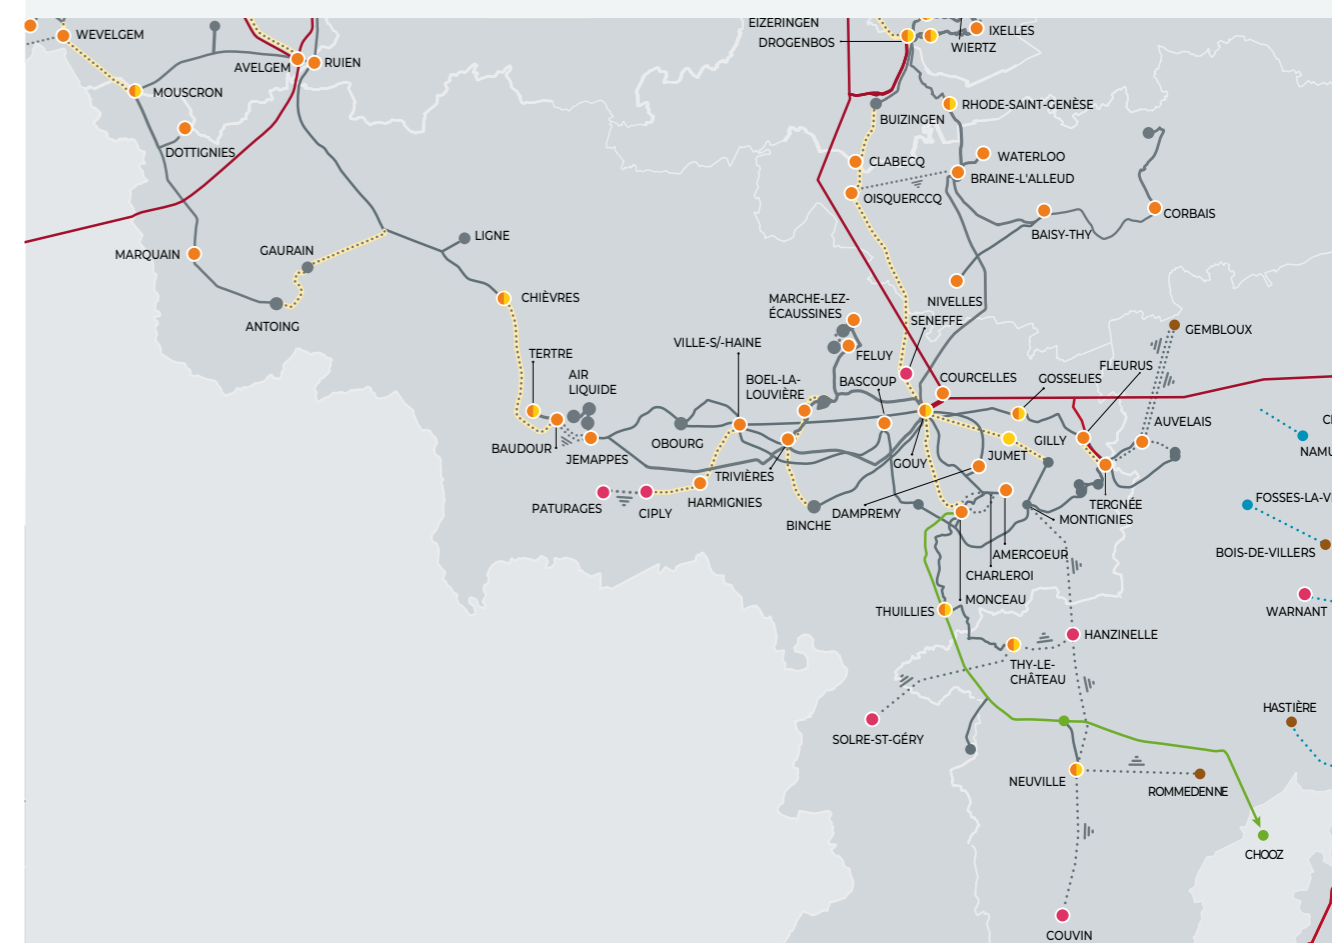 EIZERINGEN
IXELLES
WEVELGEM
DROGENBOS
WIERTZ
AVELGEM
RUIEN
MOUSCRON
RHODE-SAINT-GENÈSE
BUIZINGEN
DOTTIGNIES
CLABECQ
WATERLOO
BRAINE-L'ALLEUD
OISQUERCCQ
CORBAIS
LIGNE
BAISY-THY
MARQUAIN
GAURAIN
CHIÈVRES
MARCHE-LEZ-
ÉCAUSSINES
NIVELLES
ANTOING
SENEFFE
GEMBLOUX
VILLE-S/-HAINE
TERTRE
FELUY
FLEURUS
AIR
LIQUIDE
BOEL-LA-
LOUVIÈRE
BASCOUP
COURCELLES
GOSSELIES
AUVELAIS
OBOURG
GILLY
BAUDOUR
JEMAPPES
GOUY
JUMET
NAMU
TRIVIÈRES
PATURAGES
CIPLY
HARMIGNIES
BINCHE
DAMPREMY
TERGNÉE
MONTIGNIES
FOSSES-LA-VI
AMERCOEUR
BOIS-DE-VILLERS
CHARLEROI
MONCEAU
THUILLIES
WARNANT
HANZINELLE
THY-LE-
CHÂTEAU
HASTIÈRE
SOLRE-ST-GÉRY
NEUVILLE
ROMMEDENNE
CHOOZ
COUVIN